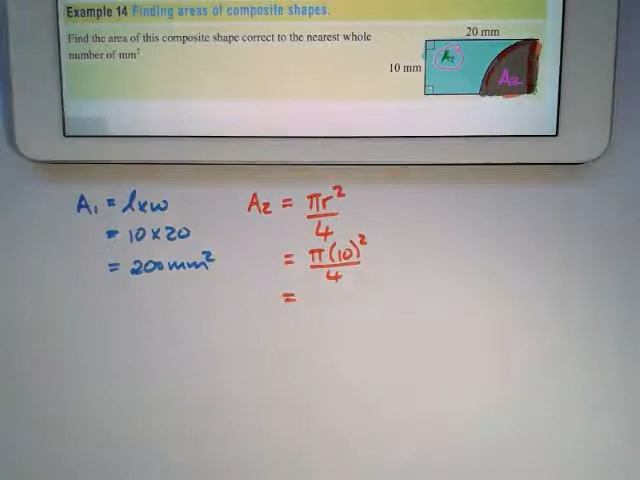 Example 14 Finding areas of composite shapes.
Find the area of this composite shape correct to the nearest whole
number of mm².
20 mm
10 mm
A₁
A₂
A₁ = l x w
= 10 x 20
= 200 mm²
A₂ = πr²/4
= π(10)²/4
=